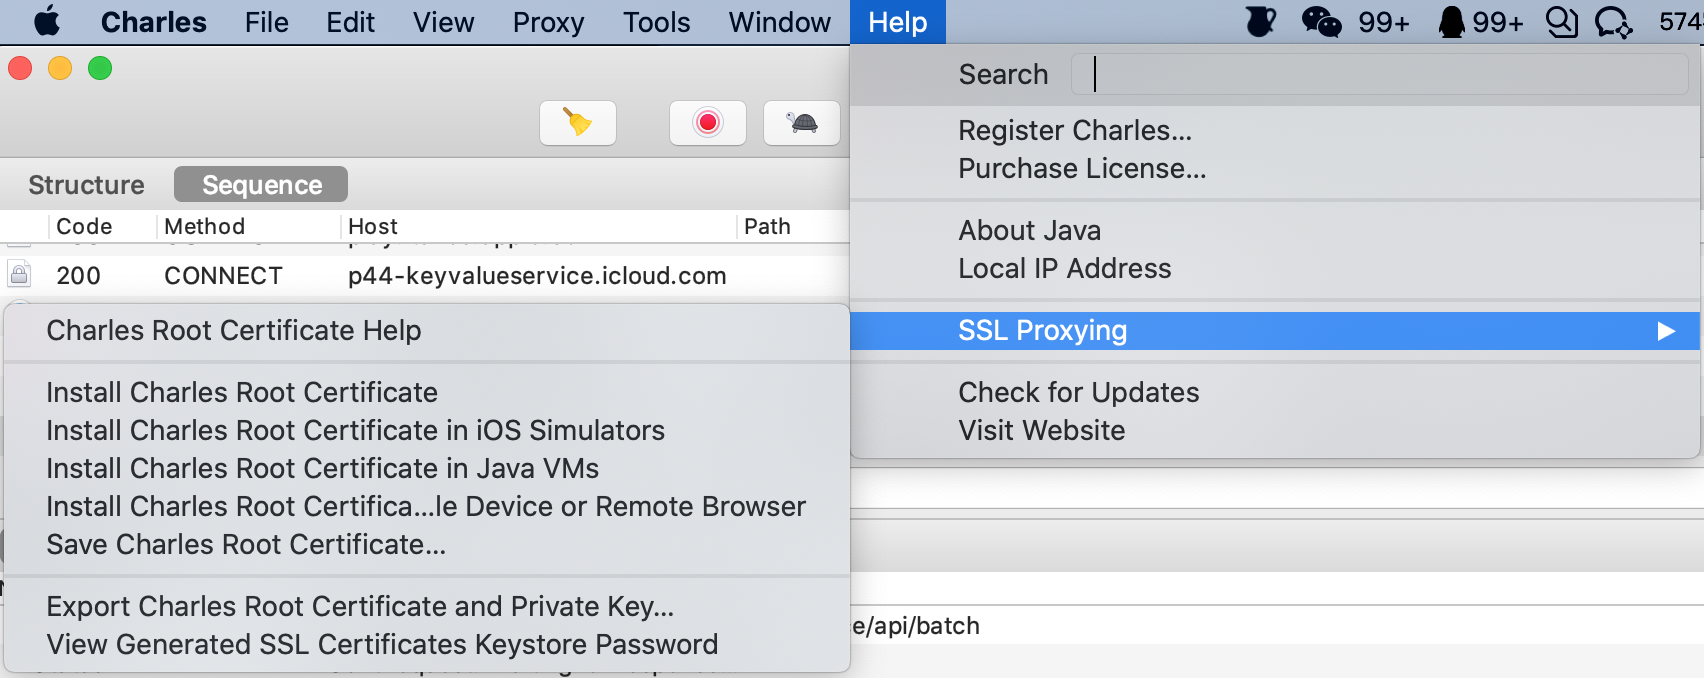 Charles File Edit View Proxy Tools Window Help 99+ 99+
Search
Register Charles...
Purchase License...
Structure Sequence
Code Method Host Path
About Java
Local IP Address
200 CONNECT p44-keyvalueservice.icloud.com
SSL Proxying
Check for Updates
Visit Website
Charles Root Certificate Help
Install Charles Root Certificate
Install Charles Root Certificate in iOS Simulators
Install Charles Root Certificate in Java VMs
Install Charles Root Certifica...le Device or Remote Browser
Save Charles Root Certificate...
Export Charles Root Certificate and Private Key...
View Generated SSL Certificates Keystore Password
e/api/batch